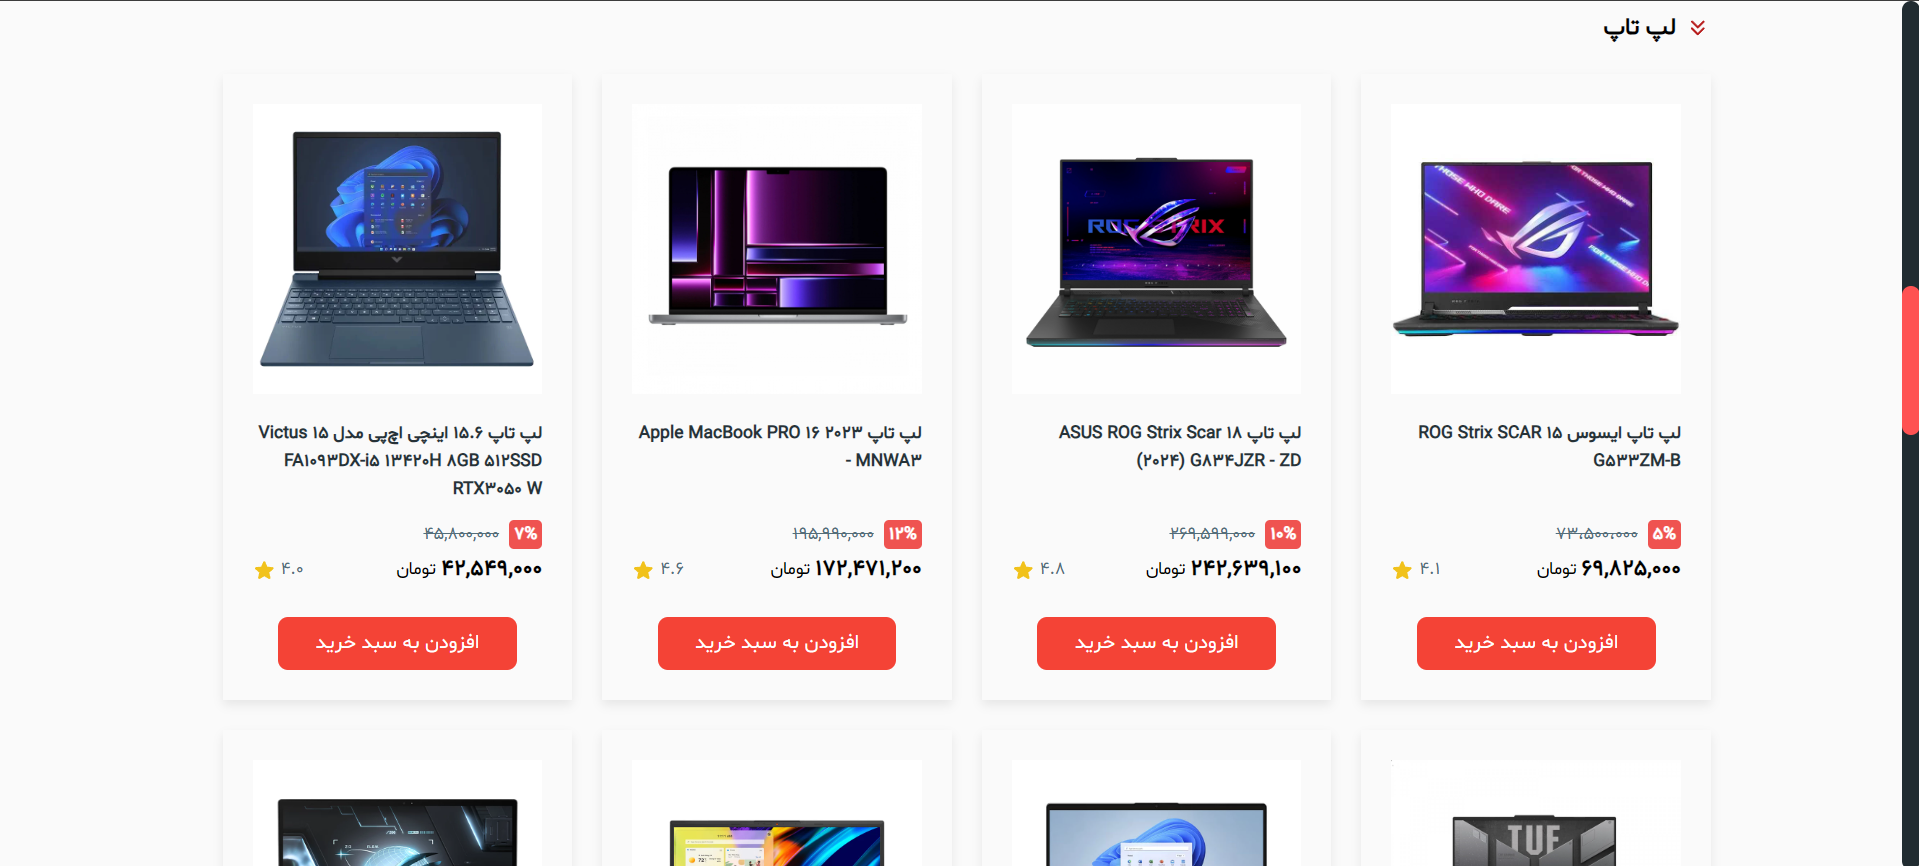 لپ تاپ
لپ تاپ ایسوس ROG Strix SCAR ۱۵
G۵۳۳ZM-B
۵%
۷۳,۵۰۰,۰۰۰
۶۹,۸۲۵,۰۰۰ تومان
۴.۱
افزودن به سبد خرید
لپ تاپ ASUS ROG Strix Scar ۱۸
G۸۳۴JZR - ZD (۲۰۲۴)
۱۰%
۲۶۹,۵۹۹,۰۰۰
۲۴۲,۶۳۹,۱۰۰ تومان
۴.۸
افزودن به سبد خرید
لپ تاپ Apple MacBook PRO ۱۶ ۲۰۲۳
- MNWA۳
۱۲%
۱۹۵,۹۹۰,۰۰۰
۱۷۲,۴۷۱,۲۰۰ تومان
۴.۶
افزودن به سبد خرید
لپ تاپ ۱۵.۶ اینچی اچ‌پی مدل Victus ۱۵
FA۱۰۹۳DX-i۵ ۱۳۴۲۰H ۸GB ۵۱۲SSD
RTX۳۰۵۰ W
۷%
۴۵,۸۰۰,۰۰۰
۴۲,۵۴۹,۰۰۰ تومان
۴.۰
افزودن به سبد خرید
TUF